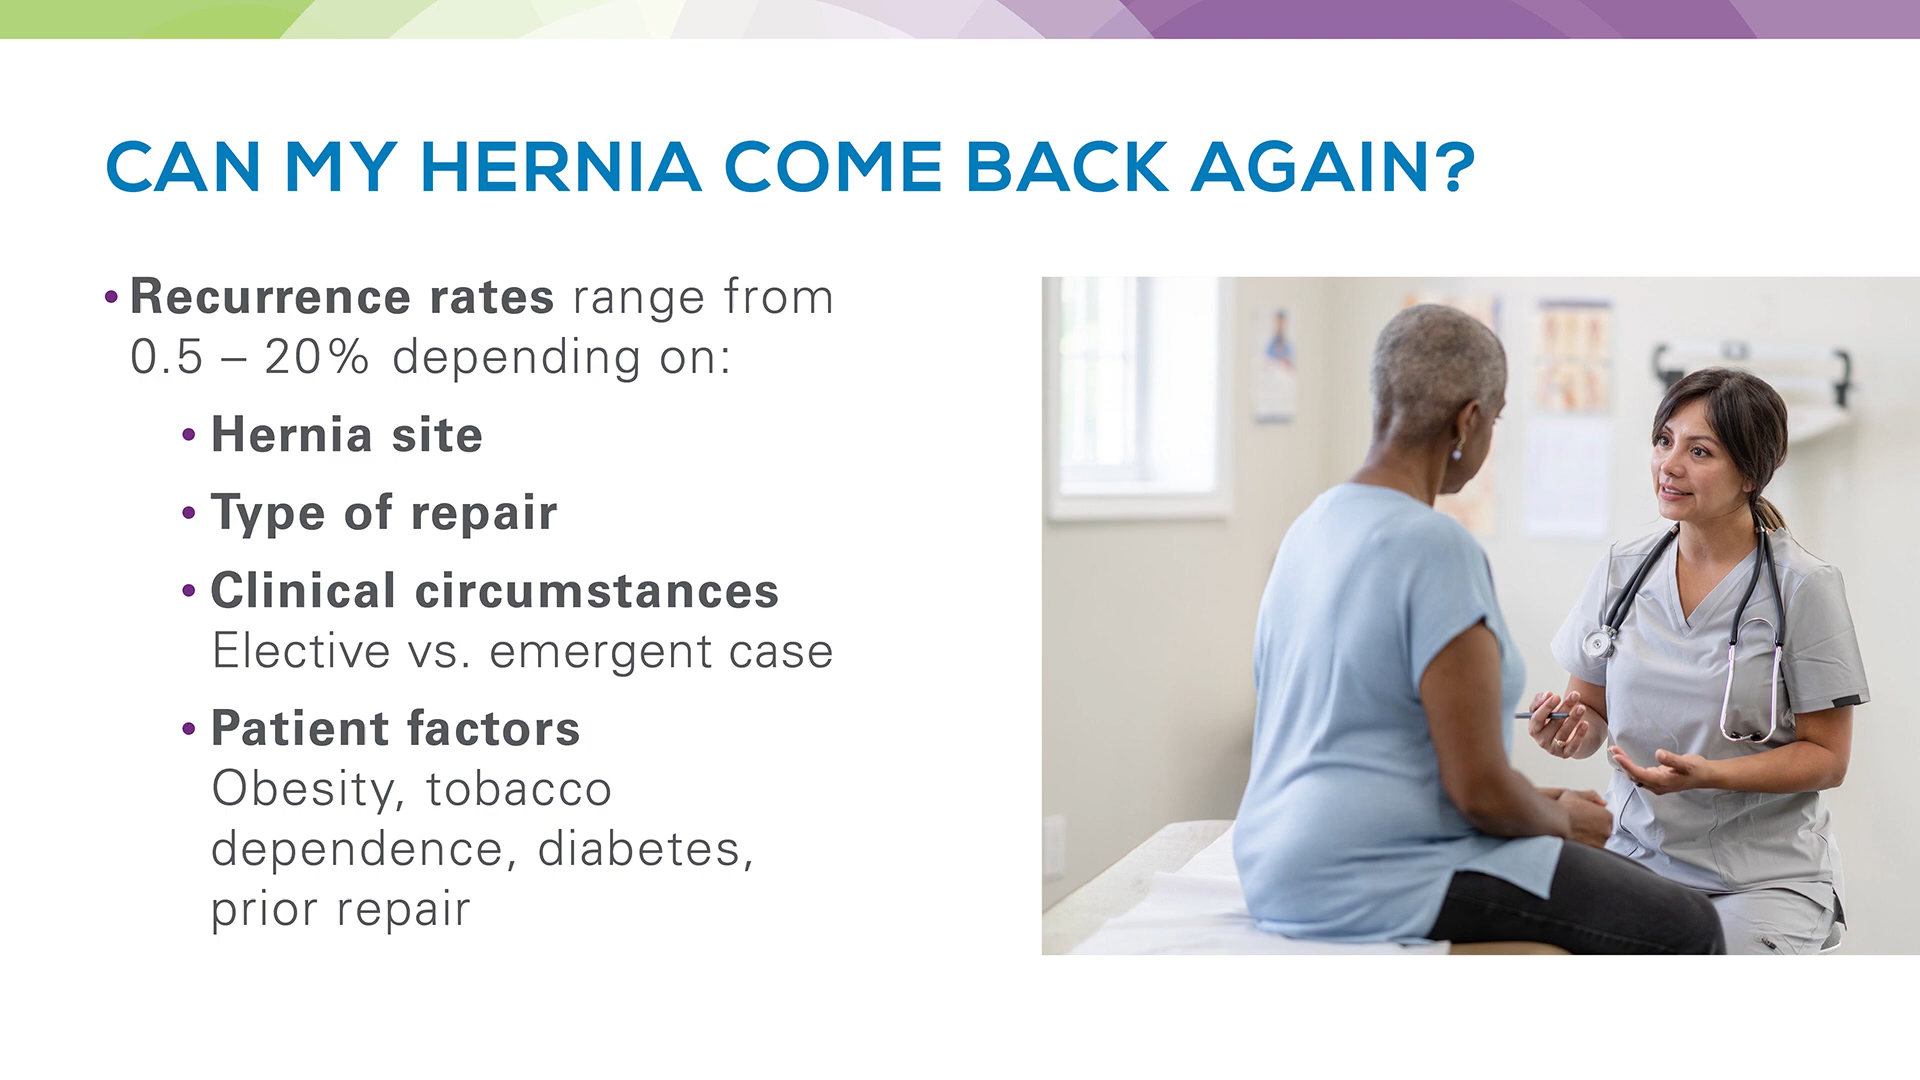 CAN MY HERNIA COME BACK AGAIN?
• Recurrence rates range from
0.5 – 20% depending on:
• Hernia site
• Type of repair
• Clinical circumstances
Elective vs. emergent case
• Patient factors
Obesity, tobacco
dependence, diabetes,
prior repair